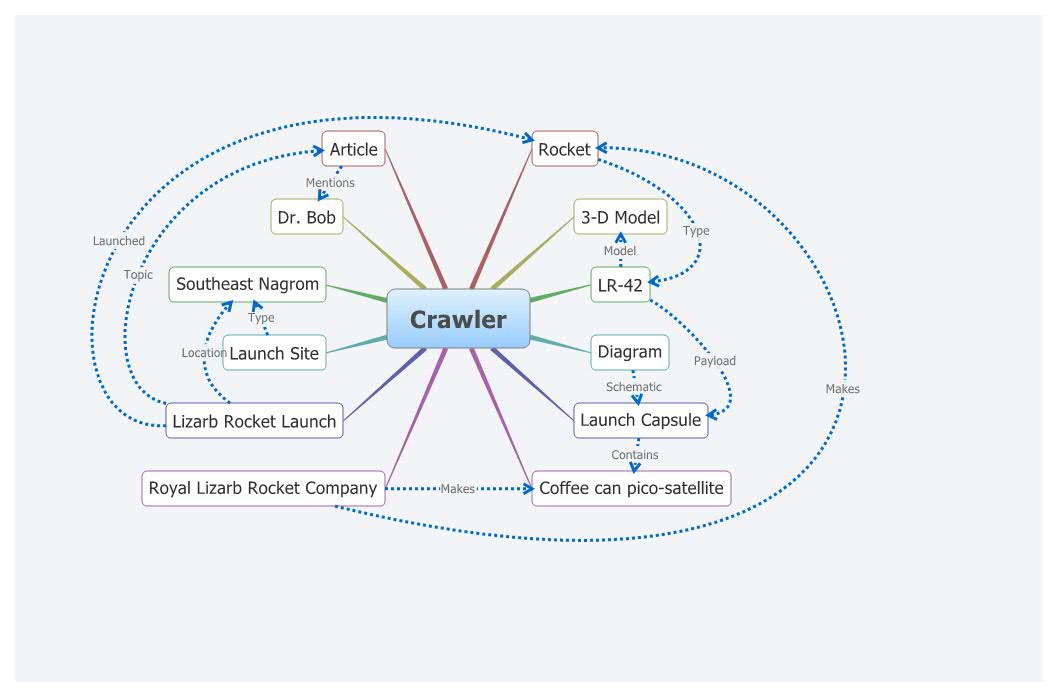 Article
Rocket
Mentions
Dr. Bob
3-D Model
Launched
Type
Model
Topic
Southeast Nagrom
LR-42
Type
Crawler
Location
Launch Site
Diagram
Payload
Schematic
Makes
Lizarb Rocket Launch
Launch Capsule
Contains
Royal Lizarb Rocket Company
Makes
Coffee can pico-satellite